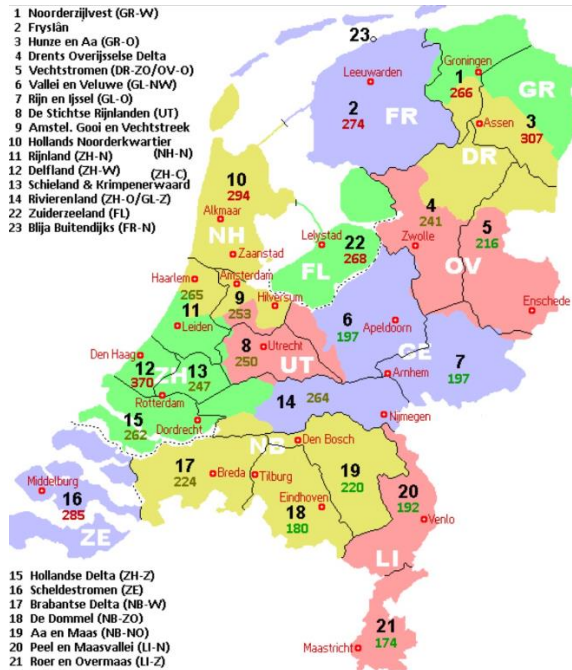 1 Noorderzijlvest (GR-W)
2 Fryslân
3 Hunze en Aa (GR-O)
4 Drents Overijsselse Delta
5 Vechtstromen (DR-ZO/OV-O)
6 Vallei en Veluwe (GL-NW)
7 Rijn en Ijssel (GL-O)
8 De Stichtse Rijnlanden (UT)
9 Amstel. Gooi en Vechtstreek
10 Hollands Noorderkwartier
11 Rijnland (ZH-N) (NH-N)
12 Delfland (ZH-W) (ZH-C)
13 Schieland & Krimpenerwaard
14 Rivierenland (ZH-O/GL-Z)
22 Zuiderzeeland (FL)
23 Blija Buitendijks (FR-N)
23
Leeuwarden
2
274
FR
Groningen
1
266
GR
Assen
3
307
DR
10
294
Alkmaar
NH
Zaanstad
4
241
Zwolle
5
216
OV
Enschede
Lelystad
22
268
FL
Haarlem
265
Amsterdam
9
253
Hilversum
11
Leiden
6
197
Apeldoorn
GE
7
197
Arnhem
8
250
Utrecht
UT
Den Haag
12
370
ZH
13
247
Rotterdam
14
264
Nijmegen
15
262
Dordrecht
NB
Den Bosch
17
224
Breda
Tilburg
19
220
Eindhoven
18
180
Middelburg
16
285
ZE
20
192
Venlo
LI
21
174
Maastricht
15 Hollandse Delta (ZH-Z)
16 Scheldestromen (ZE)
17 Brabantse Delta (NB-W)
18 De Dommel (NB-ZO)
19 Aa en Maas (NB-NO)
20 Peel en Maasvallei (LI-N)
21 Roer en Overmaas (LI-Z)